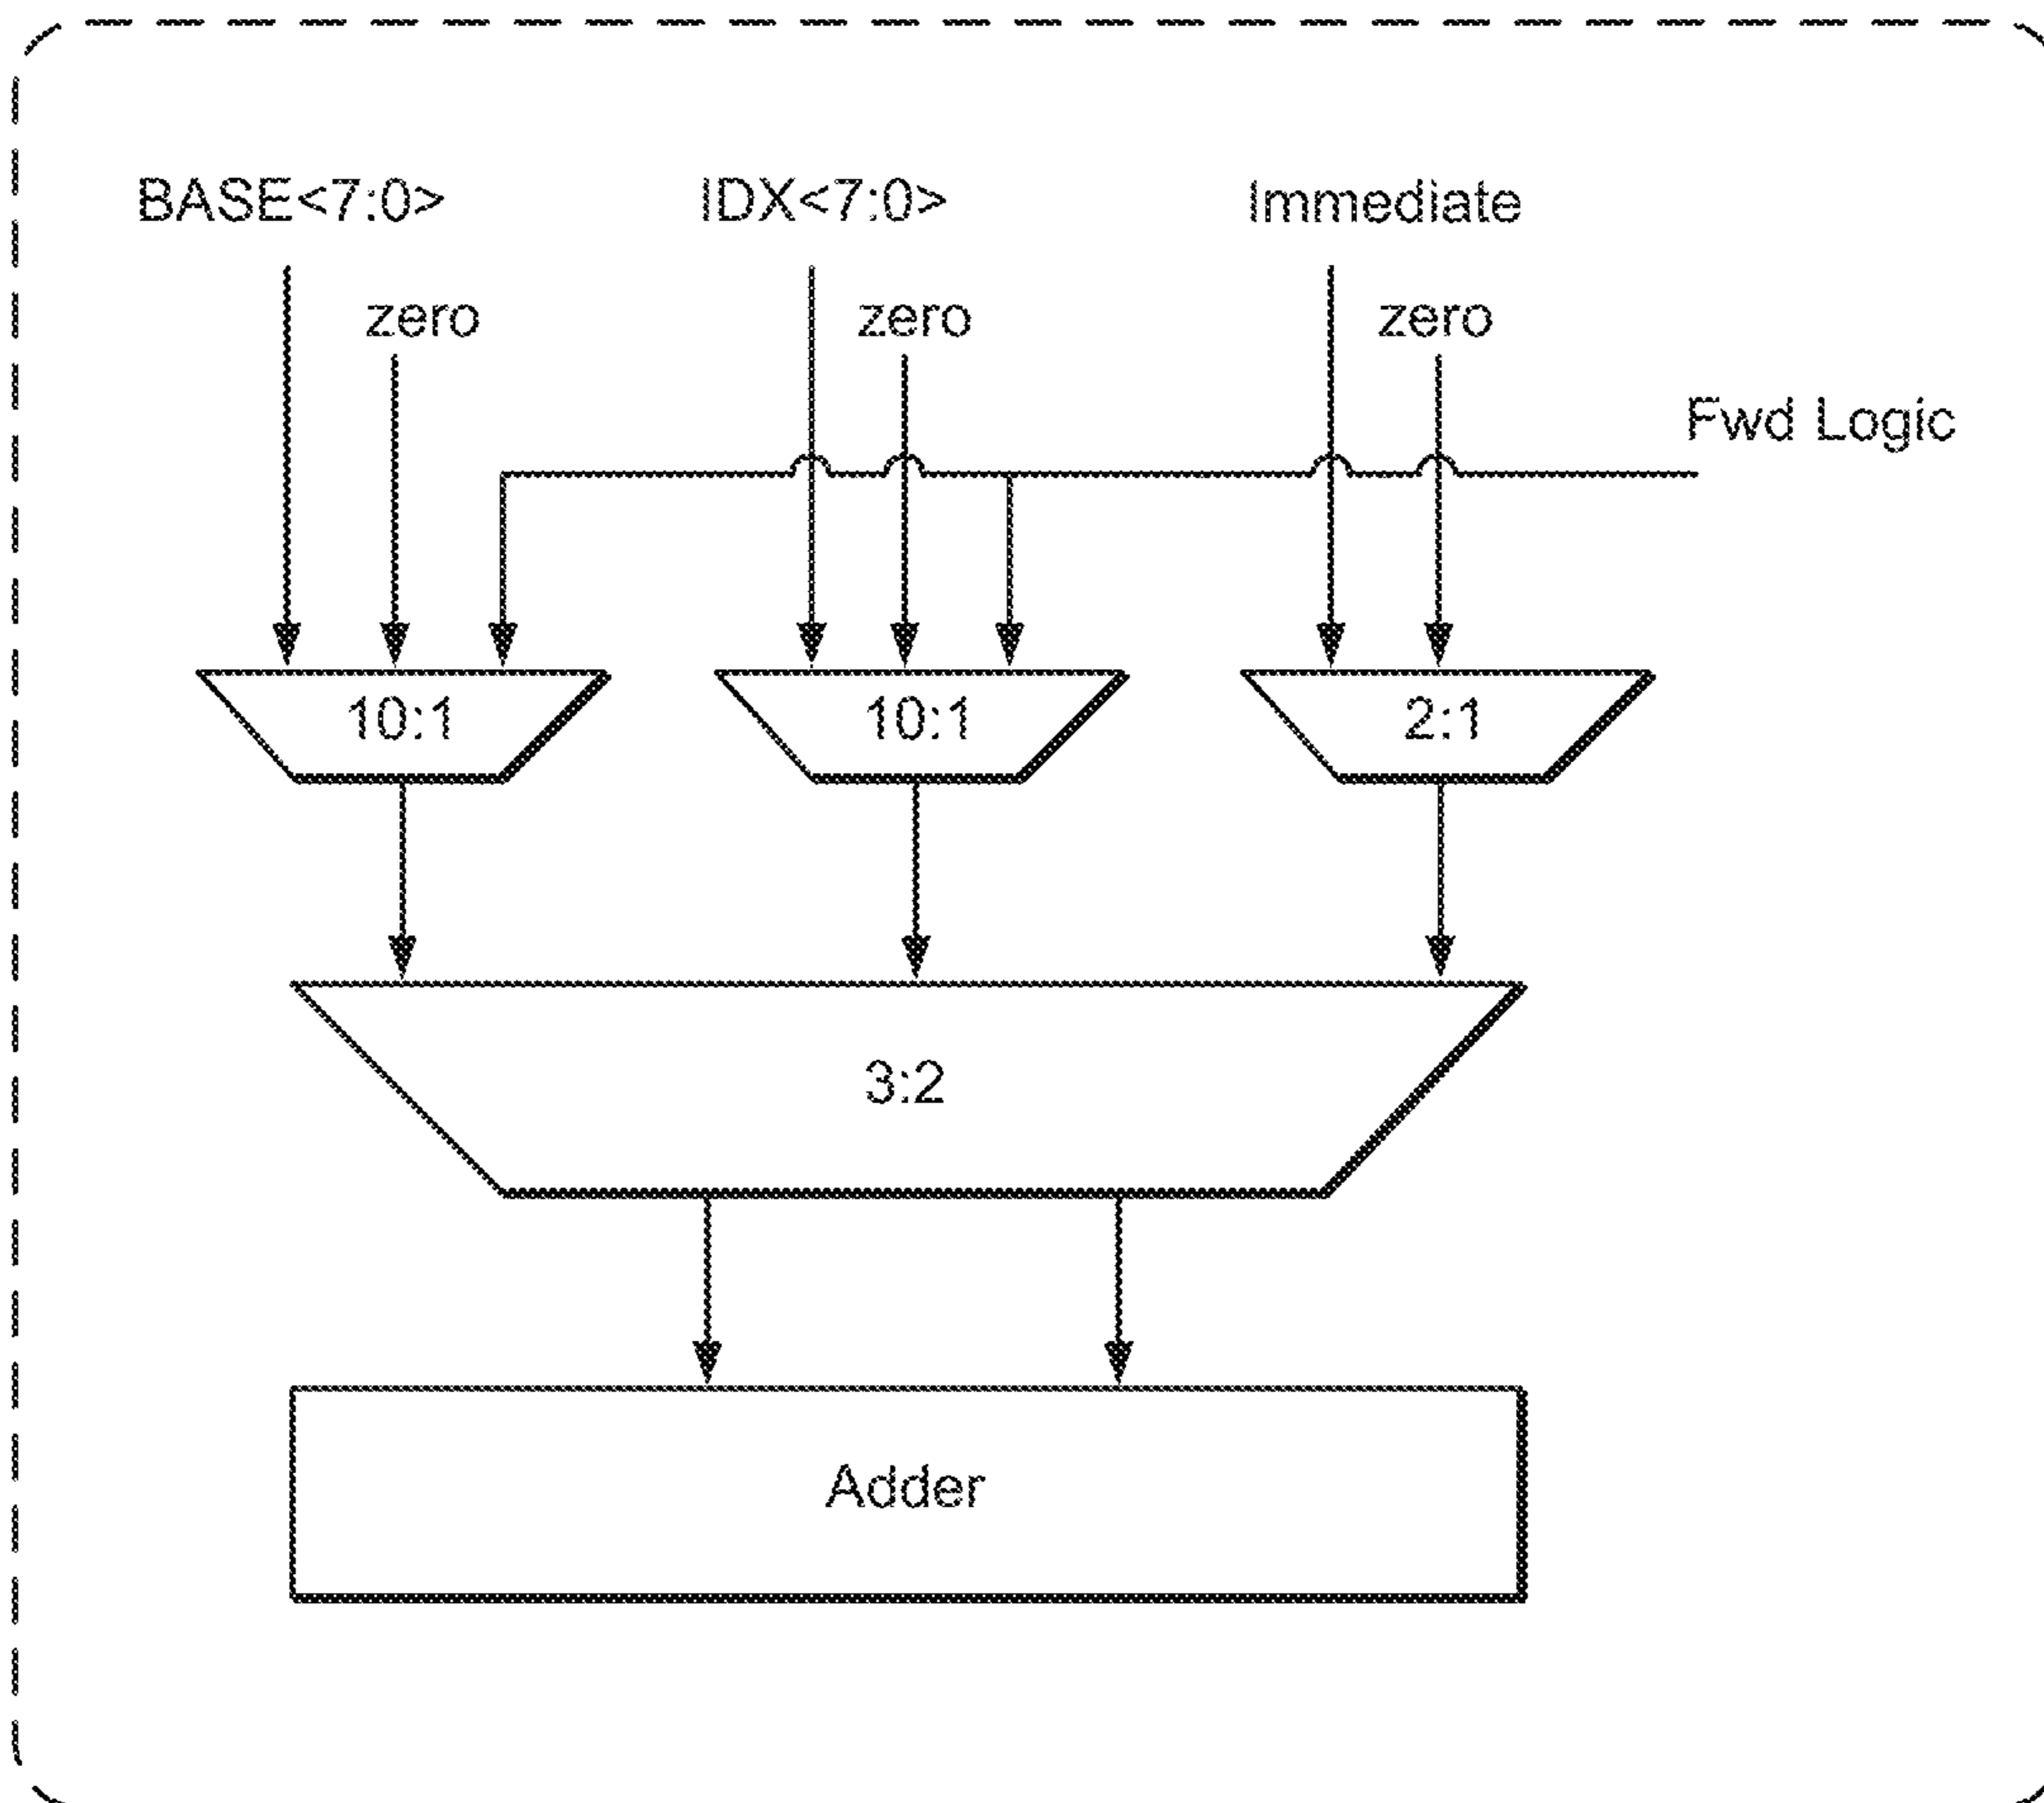 BASE<7:0> IDX<7:0> Immediate
zero zero zero
Fwd Logic
10:1 10:1 2:1
3:2
Adder